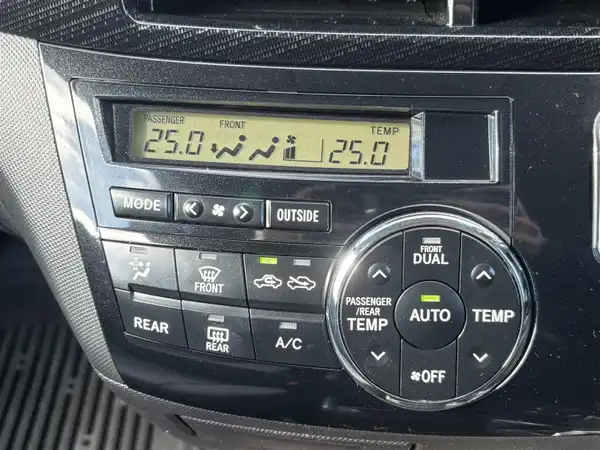 PASSENGER FRONT TEMP
25.0 25.0
MODE OUTSIDE
FRONT
DUAL
FRONT
PASSENGER
/REAR
TEMP
AUTO
TEMP
REAR
REAR
A/C
OFF